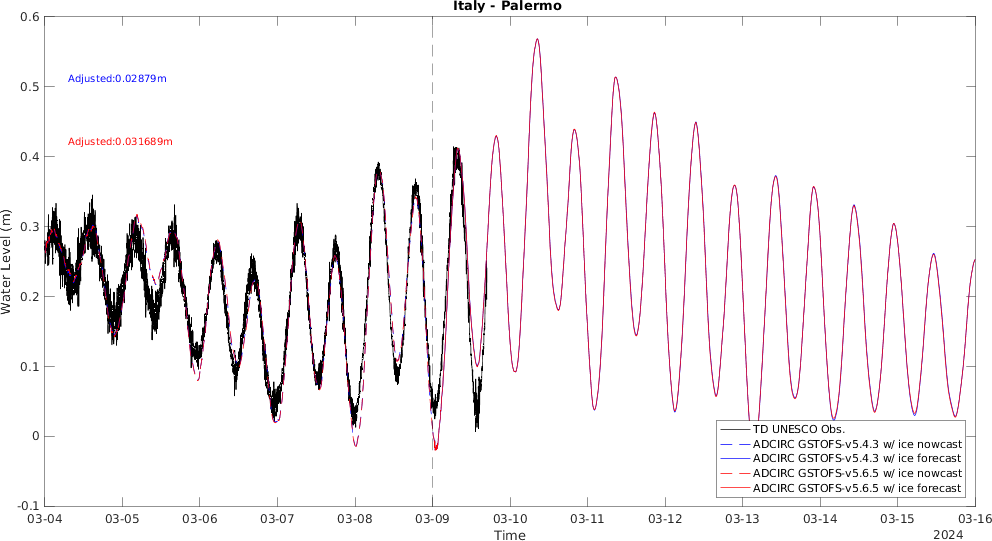 Italy - Palermo
0.6
0.5
0.4
0.3
0.2
0.1
0
-0.1
Water Level (m)
Adjusted:0.02879m
Adjusted:0.031689m
TD UNESCO Obs.
ADCIRC GSTOFS-v5.4.3 w/ ice nowcast
ADCIRC GSTOFS-v5.4.3 w/ ice forecast
ADCIRC GSTOFS-v5.6.5 w/ ice nowcast
ADCIRC GSTOFS-v5.6.5 w/ ice forecast
03-04 03-05 03-06 03-07 03-08 03-09 03-10 03-11 03-12 03-13 03-14 03-15 03-16
Time
2024